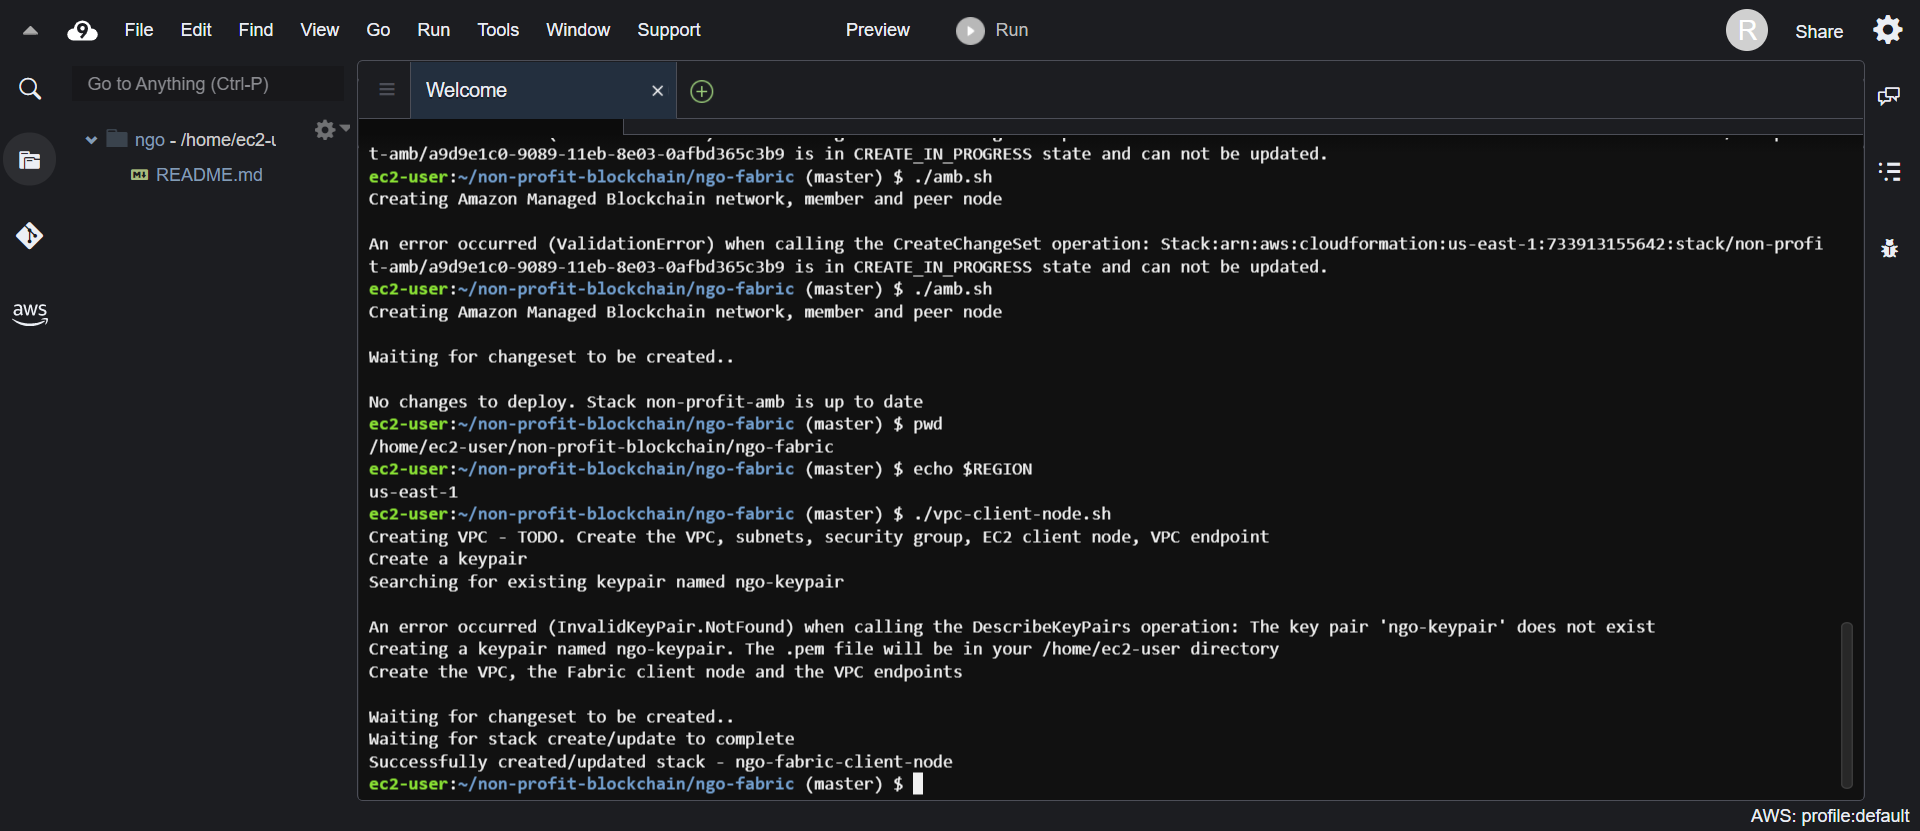 File Edit Find View Go Run Tools Window Support Preview Run R Share
Go to Anything (Ctrl-P)
Welcome
ngo - /home/ec2-
README.md
aws
t-amb/a9d9e1c0-9089-11eb-8e03-0afbd365c3b9 is in CREATE_IN_PROGRESS state and can not be updated.
ec2-user:~/non-profit-blockchain/ngo-fabric (master) $ ./amb.sh
Creating Amazon Managed Blockchain network, member and peer node
An error occurred (ValidationError) when calling the CreateChangeSet operation: Stack:arn:aws:cloudformation:us-east-1:733913155642:stack/non-profi
t-amb/a9d9e1c0-9089-11eb-8e03-0afbd365c3b9 is in CREATE_IN_PROGRESS state and can not be updated.
ec2-user:~/non-profit-blockchain/ngo-fabric (master) $ ./amb.sh
Creating Amazon Managed Blockchain network, member and peer node
Waiting for changeset to be created..
No changes to deploy. Stack non-profit-amb is up to date
ec2-user:~/non-profit-blockchain/ngo-fabric (master) $ pwd
/home/ec2-user/non-profit-blockchain/ngo-fabric
ec2-user:~/non-profit-blockchain/ngo-fabric (master) $ echo $REGION
us-east-1
ec2-user:~/non-profit-blockchain/ngo-fabric (master) $ ./vpc-client-node.sh
Creating VPC - TODO. Create the VPC, subnets, security group, EC2 client node, VPC endpoint
Create a keypair
Searching for existing keypair named ngo-keypair
An error occurred (InvalidKeyPair.NotFound) when calling the DescribeKeyPairs operation: The key pair 'ngo-keypair' does not exist
Creating a keypair named ngo-keypair. The .pem file will be in your /home/ec2-user directory
Create the VPC, the Fabric client node and the VPC endpoints
Waiting for changeset to be created..
Waiting for stack create/update to complete
Successfully created/updated stack - ngo-fabric-client-node
ec2-user:~/non-profit-blockchain/ngo-fabric (master) $
AWS: profile:default